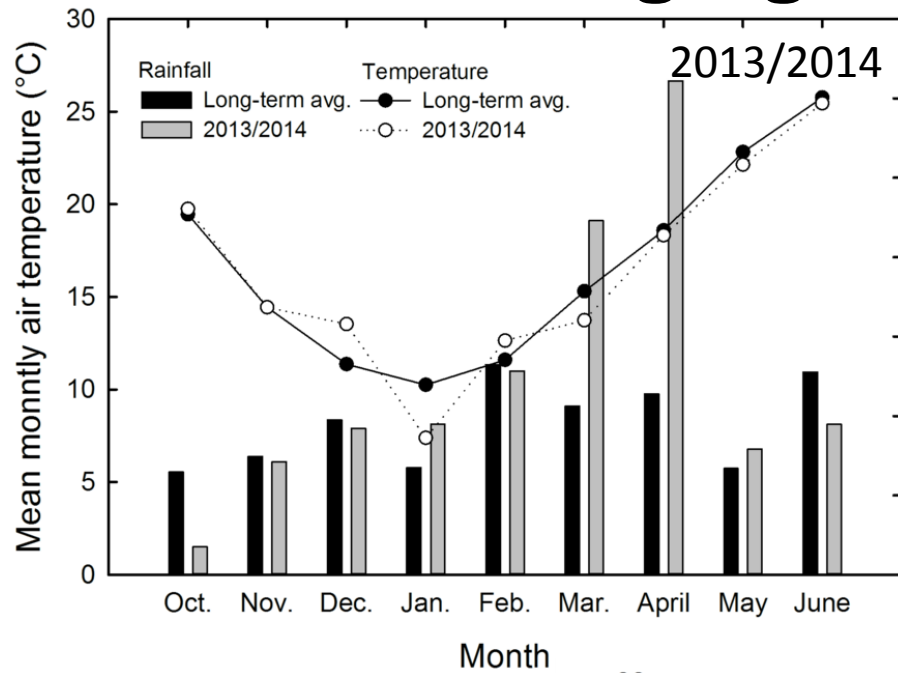 2013/2014
Rainfall
Long-term avg.
2013/2014
Temperature
Long-term avg.
2013/2014
Mean monntly air temperature (°C)
30
25
20
15
10
5
0
Oct. Nov. Dec. Jan. Feb. Mar. April May June
Month